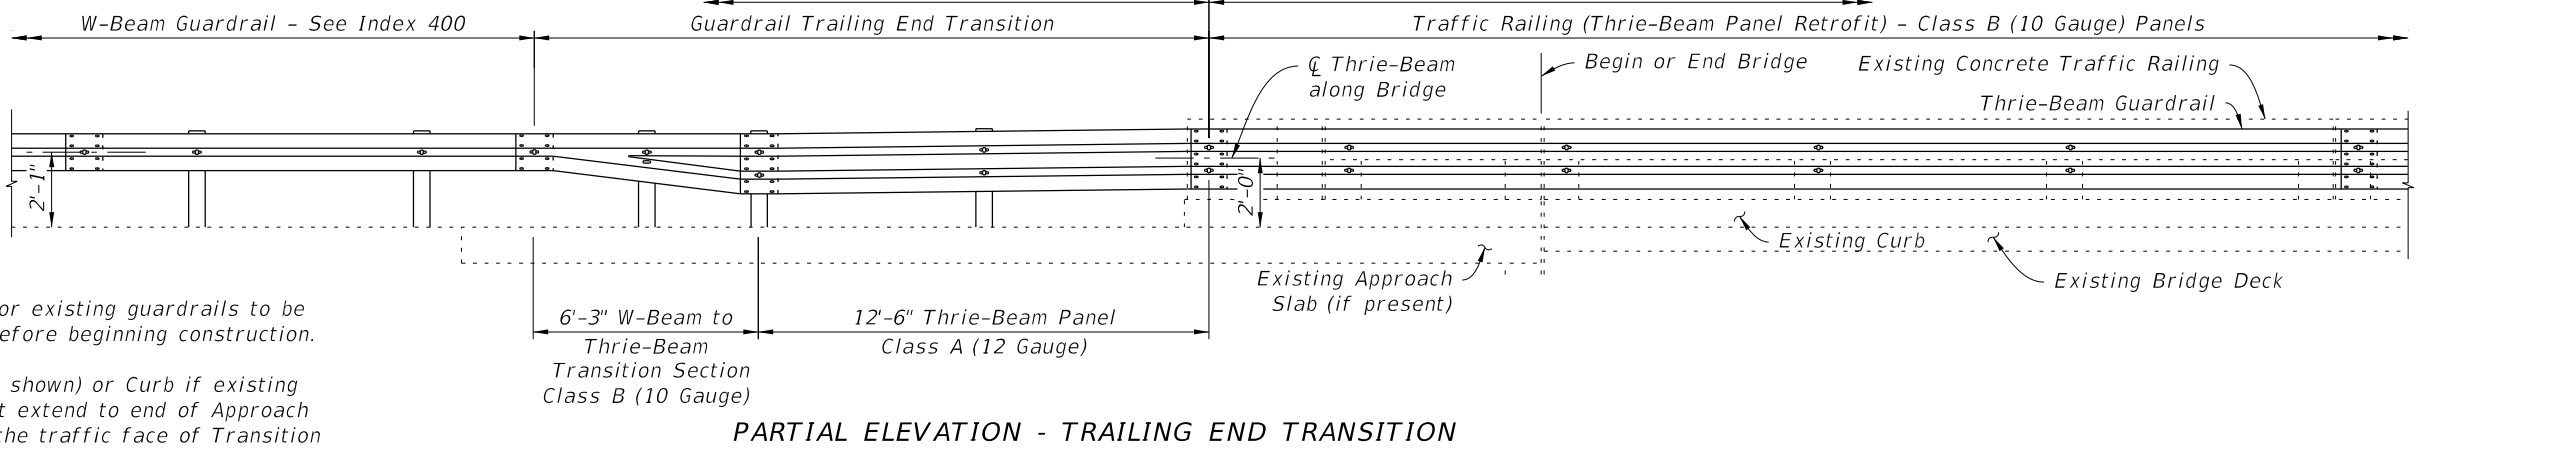 W-Beam Guardrail - See Index 400
Guardrail Trailing End Transition
Traffic Railing (Thrie-Beam Panel Retrofit) - Class B (10 Gauge) Panels
℄ Thrie-Beam
along Bridge
Begin or End Bridge
Existing Concrete Traffic Railing
Thrie-Beam Guardrail
2'-1"
2'-0"
Existing Curb
Existing Approach
Slab (if present)
Existing Bridge Deck
or existing guardrails to be
efore beginning construction.
6'-3" W-Beam to
Thrie-Beam
Transition Section
Class B (10 Gauge)
12'-6" Thrie-Beam Panel
Class A (12 Gauge)
shown) or Curb if existing
t extend to end of Approach
the traffic face of Transition
PARTIAL ELEVATION - TRAILING END TRANSITION